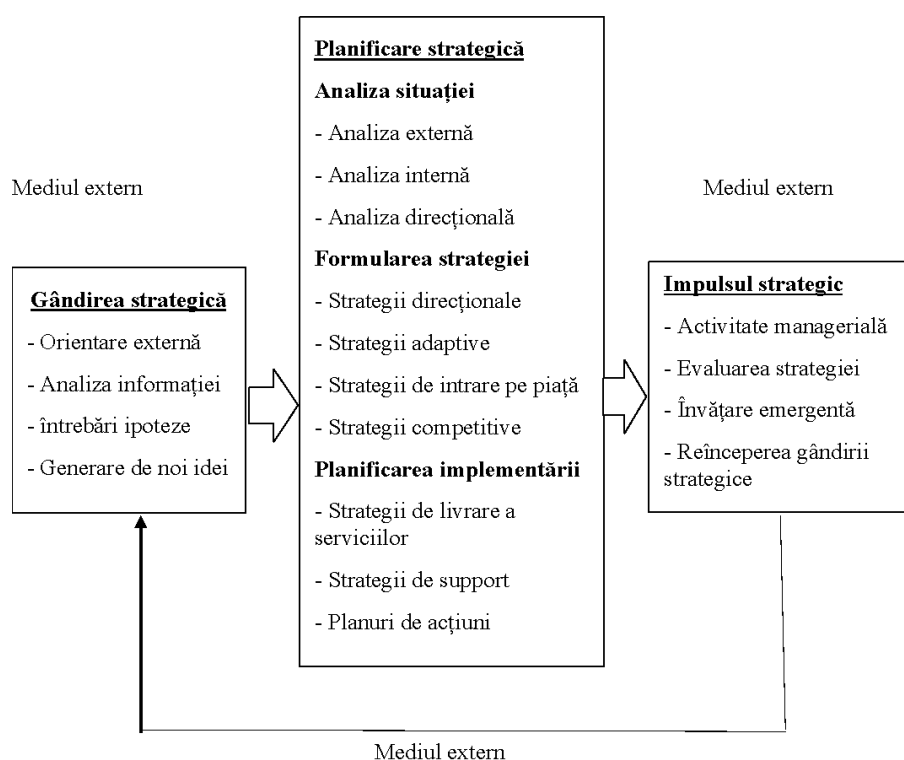 Mediul extern
Gândirea strategică
- Orientare externă
- Analiza informației
- întrebări ipoteze
- Generare de noi idei
Planificare strategică
Analiza situației
- Analiza externă
- Analiza internă
- Analiza direcțională
Formularea strategiei
- Strategii direcționale
- Strategii adaptive
- Strategii de intrare pe piață
- Strategii competitive
Planificarea implementării
- Strategii de livrare a
serviciilor
- Strategii de support
- Planuri de acțiuni
Mediul extern
Impulsul strategic
- Activitate managerială
- Evaluarea strategiei
- Învățare emergentă
- Reînceperea gândirii
strategice
Mediul extern